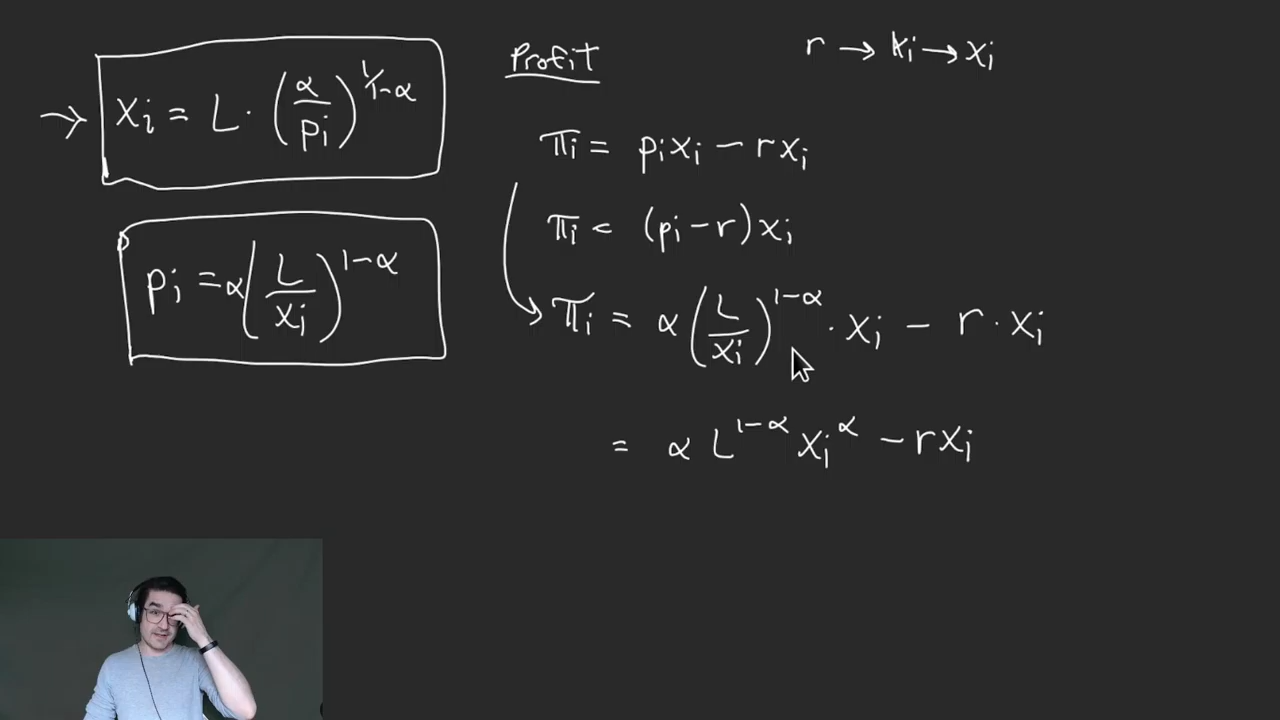 → xᵢ = L · (α/pᵢ)^(1/1-α)
pᵢ = α(L/xᵢ)^(1-α)
Profit
r → kᵢ → xᵢ
πᵢ = pᵢxᵢ - rxᵢ
πᵢ = (pᵢ-r)xᵢ
πᵢ = α(L/xᵢ)^(1-α) · xᵢ - r · xᵢ
= α L^(1-α) xᵢ^α - rxᵢ